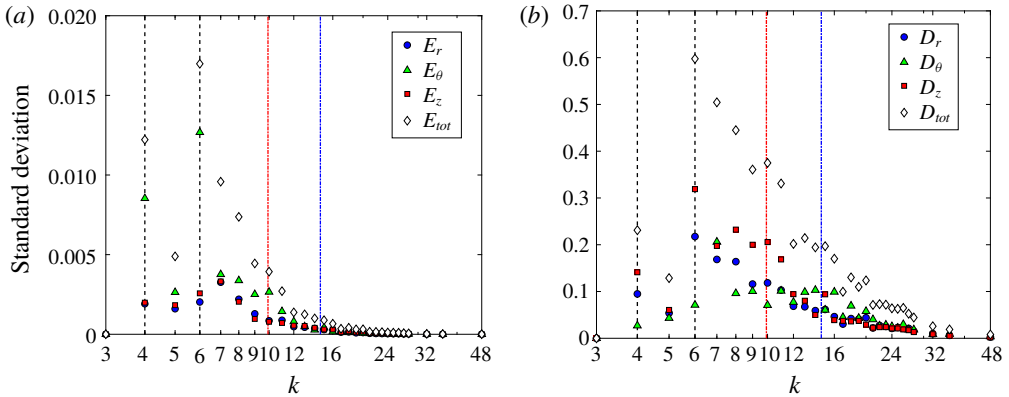 (a)
0.020
0.015
0.010
0.005
0
Standard deviation
E_r
E_θ
E_z
E_tot
3 4 5 6 7 8 9 10 12 16 24 32 48
k
(b)
0.7
0.6
0.5
0.4
0.3
0.2
0.1
0
D_r
D_θ
D_z
D_tot
3 4 5 6 7 8 9 10 12 16 24 32 48
k